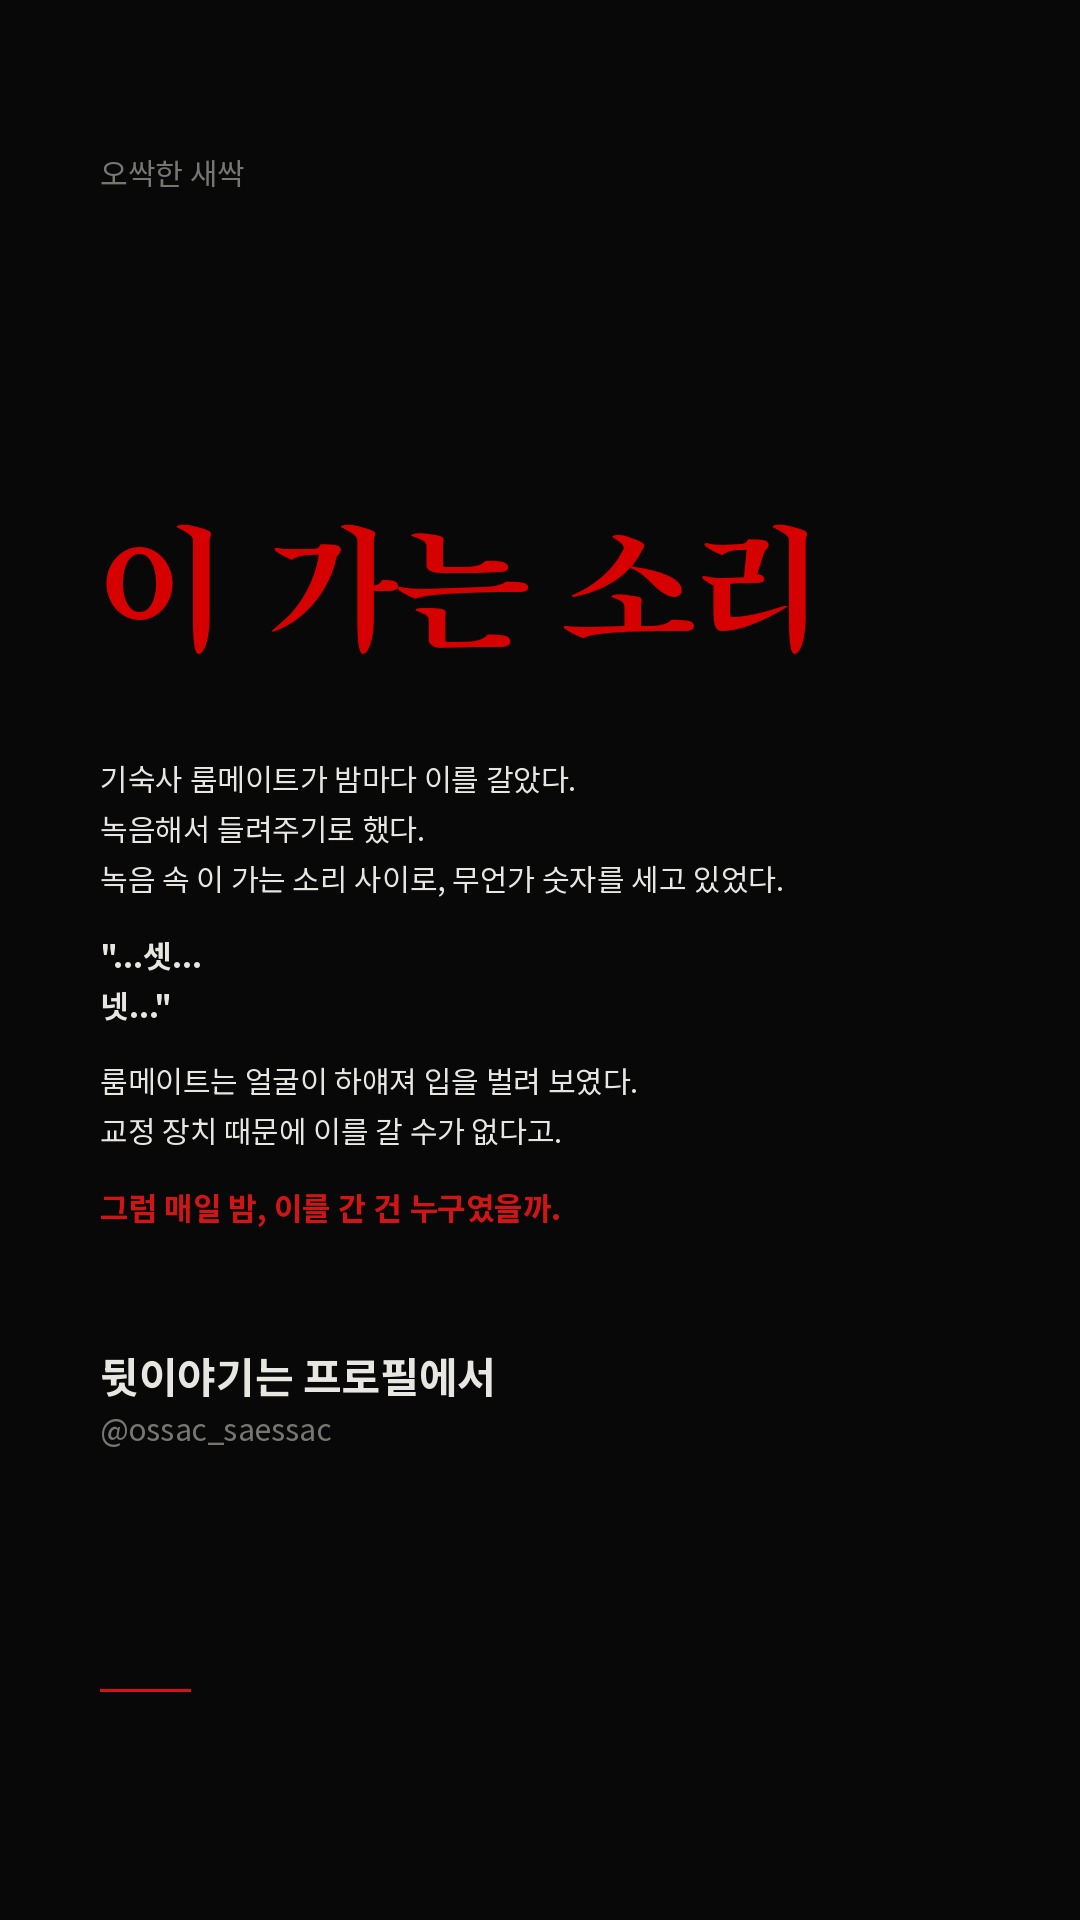 오싹한 새싹
이 가는 소리
기숙사 룸메이트가 밤마다 이를 갈았다.
녹음해서 들려주기로 했다.
녹음 속 이 가는 소리 사이로, 무언가 숫자를 세고 있었다.
"...셋...
넷..."
룸메이트는 얼굴이 하얘져 입을 벌려 보였다.
교정 장치 때문에 이를 갈 수가 없다고.
그럼 매일 밤, 이를 간 건 누구였을까.
뒷이야기는 프로필에서
@ossac_saessac